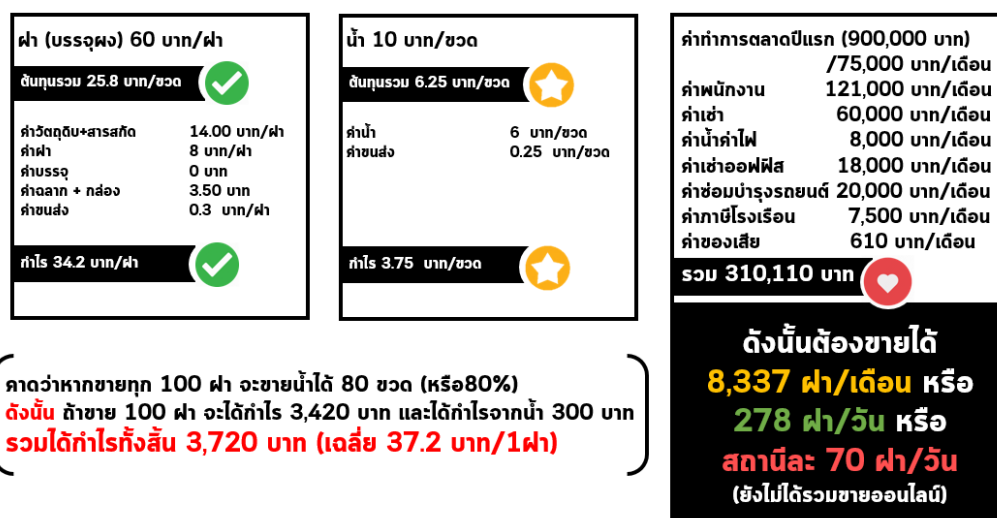 ฝา (บรรจุผง) 60 บาท/ฝา
ต้นทุนรวม 25.8 บาท/ขวด
ค่าวัตถุดิบ+สารสกัด 14.00 บาท/ฝา
ค่าฝา 8 บาท/ฝา
ค่าบรรจุ 0 บาท
ค่าฉลาก + กล่อง 3.50 บาท
ค่าขนส่ง 0.3 บาท/ฝา
กำไร 34.2 บาท/ฝา
น้ำ 10 บาท/ขวด
ต้นทุนรวม 6.25 บาท/ขวด
ค่าน้ำ 6 บาท/ขวด
ค่าขนส่ง 0.25 บาท/ขวด
กำไร 3.75 บาท/ขวด
ค่าทำการตลาดปีแรก (900,000 บาท)
/75,000 บาท/เดือน
ค่าพนักงาน 121,000 บาท/เดือน
ค่าเช่า 60,000 บาท/เดือน
ค่าน้ำค่าไฟ 8,000 บาท/เดือน
ค่าเช่าออฟฟิส 18,000 บาท/เดือน
ค่าซ่อมบำรุงรถยนต์ 20,000 บาท/เดือน
ค่าภาษีโรงเรือน 7,500 บาท/เดือน
ค่าของเสีย 610 บาท/เดือน
รวม 310,110 บาท
คาดว่าหากขายทุก 100 ฝา จะขายน้ำได้ 80 ขวด (หรือ80%)
ดังนั้น ถ้าขาย 100 ฝา จะได้กำไร 3,420 บาท และได้กำไรจากน้ำ 300 บาท
รวมได้กำไรทั้งสิ้น 3,720 บาท (เฉลี่ย 37.2 บาท/1ฝา)
ดังนั้นต้องขายได้
8,337 ฝา/เดือน หรือ
278 ฝา/วัน หรือ
สถานีละ 70 ฝา/วัน
(ยังไม่ได้รวมขายออนไลน์)